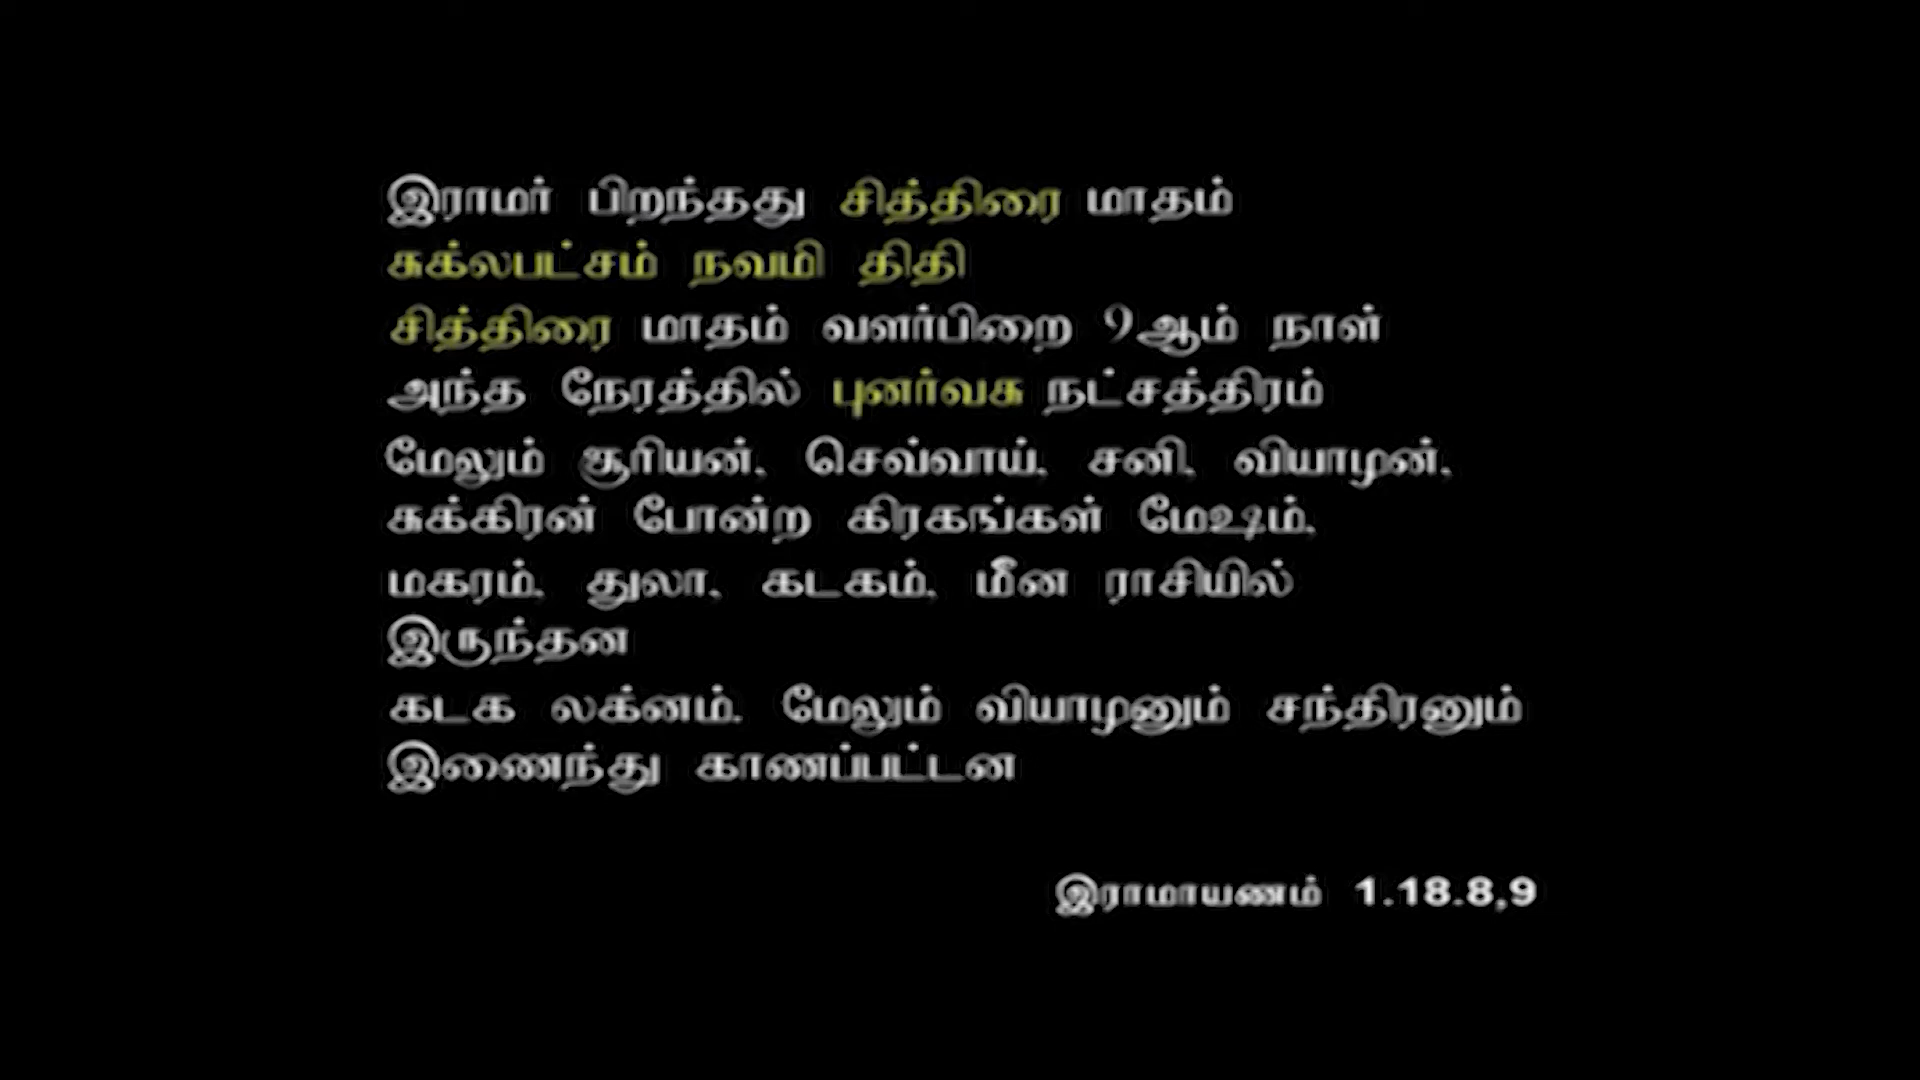 இராமர் பிறந்தது சித்திரை மாதம்
சுக்லபட்சம் நவமி திதி
சித்திரை மாதம் வளர்பிறை 9ஆம் நாள்
அந்த நேரத்தில் புனர்வசு நட்சத்திரம்
மேலும் சூரியன், செவ்வாய், சனி, வியாழன்,
சுக்கிரன் போன்ற கிரகங்கள் மேஷம்,
மகரம், துலா, கடகம், மீன ராசியில்
இருந்தன
கடக லக்னம். மேலும் வியாழனும் சந்திரனும்
இணைந்து காணப்பட்டன
இராமாயணம் 1.18.8,9